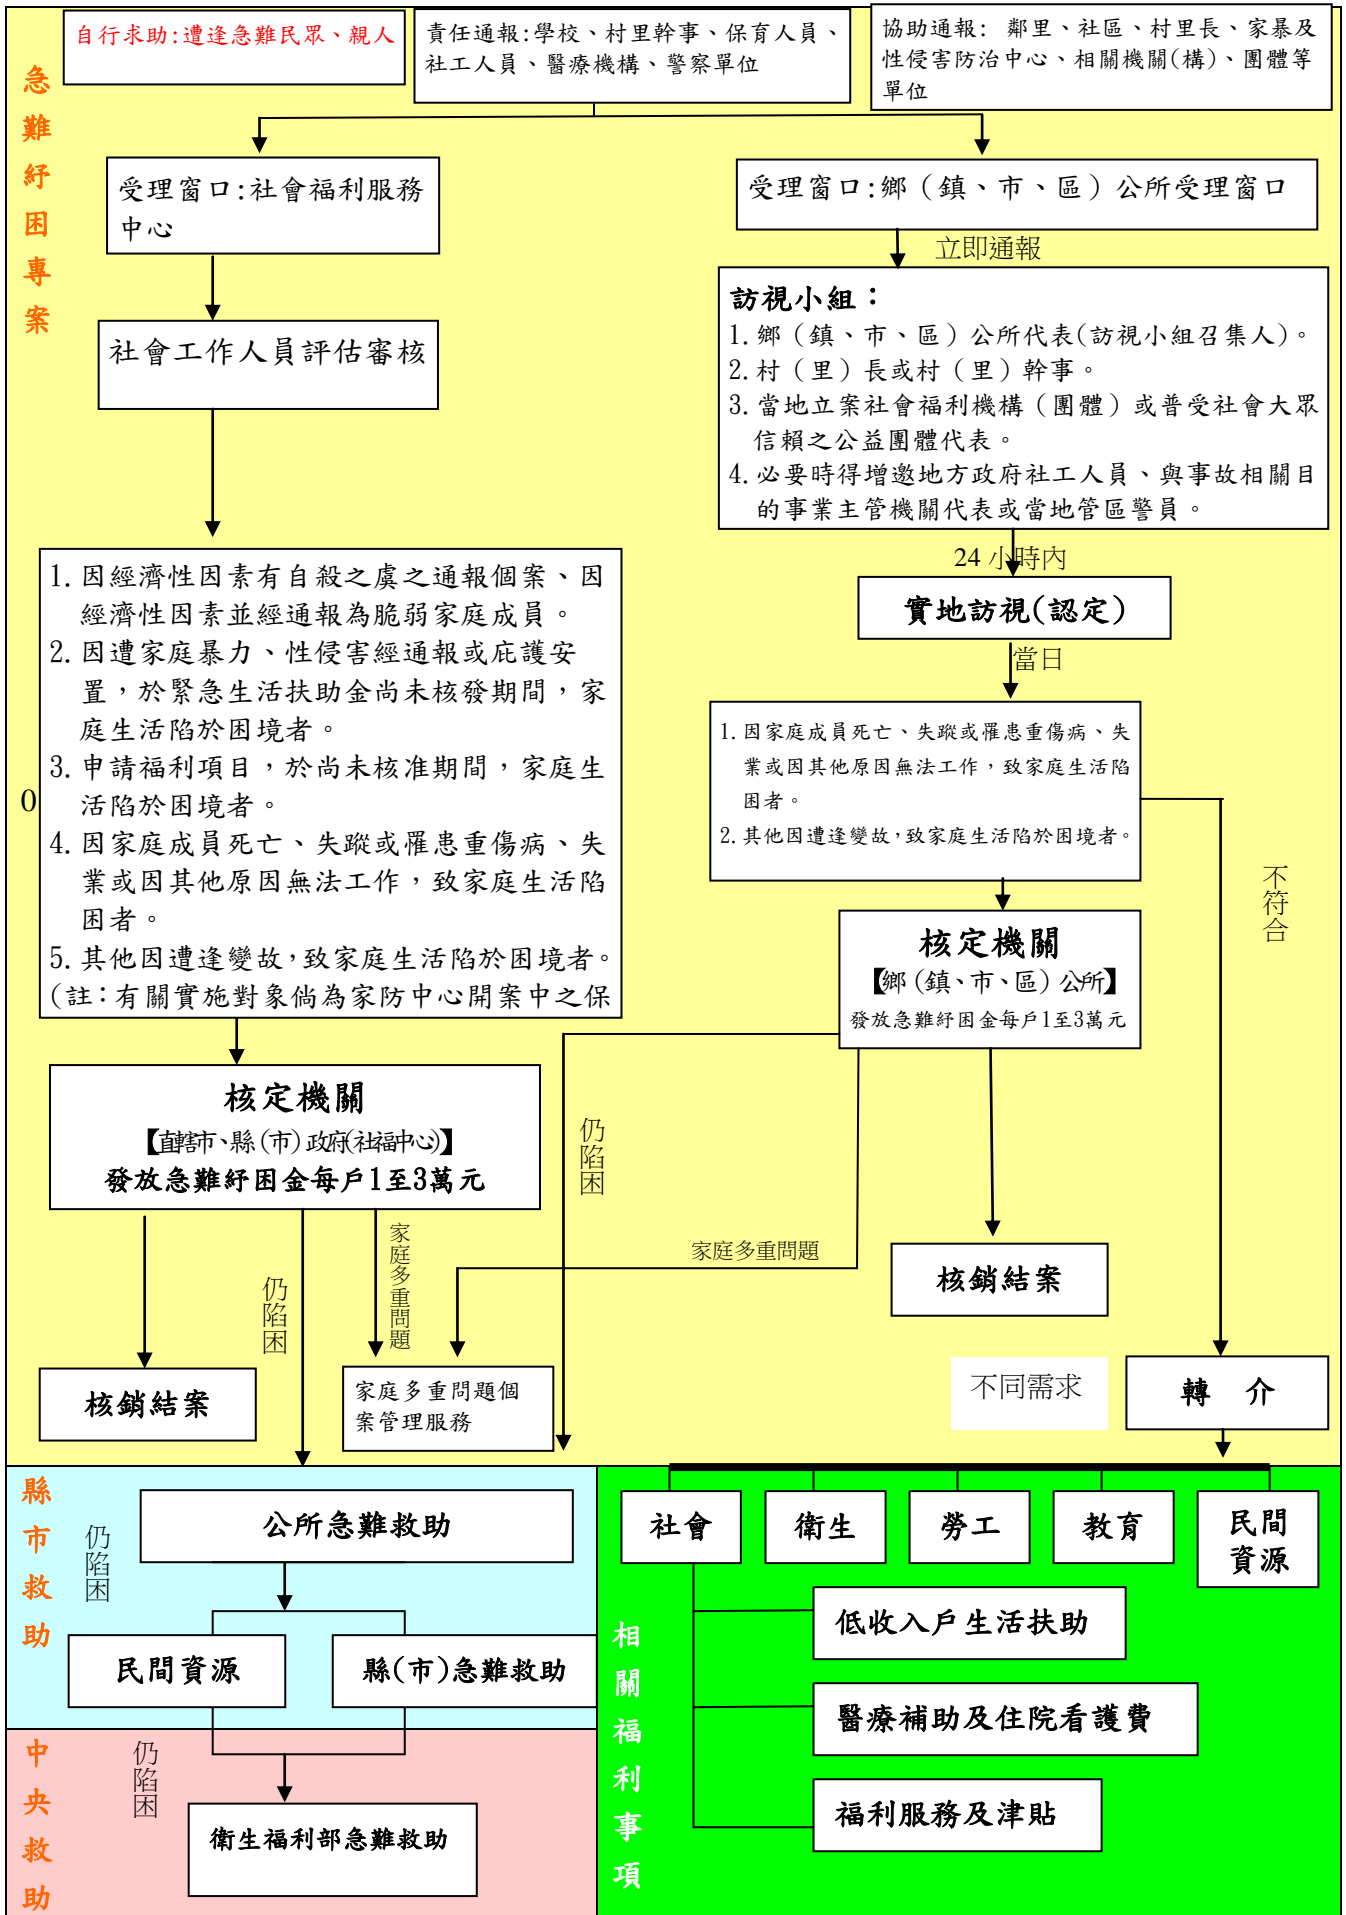 自行求助:遭逢急難民眾、親人
責任通報:學校、村里幹事、保育人員、
社工人員、醫療機構、警察單位
協助通報: 鄰里、社區、村里長、家暴及
性侵害防治中心、相關機關(構)、團體等
單位
急難紓困專案
受理窗口:社會福利服務
中心
受理窗口:鄉（鎮、市、區）公所受理窗口
立即通報
社會工作人員評估審核
訪視小組：
1.鄉（鎮、市、區）公所代表(訪視小組召集人)。
2.村（里）長或村（里）幹事。
3.當地立案社會福利機構（團體）或普受社會大眾
信賴之公益團體代表。
4.必要時得增邀地方政府社工人員、與事故相關目
的事業主管機關代表或當地管區警員。
24 小時內
實地訪視(認定)
當日
1.因經濟性因素有自殺之虞之通報個案、因
經濟性因素並經通報為脆弱家庭成員。
2.因遭家庭暴力、性侵害經通報或庇護安
置，於緊急生活扶助金尚未核發期間，家
庭生活陷於困境者。
3.申請福利項目，於尚未核准期間，家庭生
活陷於困境者。
0
4.因家庭成員死亡、失蹤或罹患重傷病、失
業或因其他原因無法工作，致家庭生活陷
困者。
5.其他因遭逢變故，致家庭生活陷於困境者。
(註：有關實施對象倘為家防中心開案中之保
1.因家庭成員死亡、失蹤或罹患重傷病、失
業或因其他原因無法工作，致家庭生活陷
困者。
2.其他因遭逢變故，致家庭生活陷於困境者。
不符合
核定機關
【鄉（鎮、市、區）公所】
發放急難紓困金每戶1至3萬元
核定機關
【直轄市、縣（市）政府(社福中心)】
發放急難紓困金每戶1至3萬元
仍陷困
家庭多重問題
仍陷困
家庭多重問題
核銷結案
核銷結案
家庭多重問題個
案管理服務
不同需求
轉 介
縣市救助
仍陷困
公所急難救助
民間資源
縣(市)急難救助
中央救助
仍陷困
衛生福利部急難救助
社會
衛生
勞工
教育
民間
資源
相關福利事項
低收入戶生活扶助
醫療補助及住院看護費
福利服務及津貼